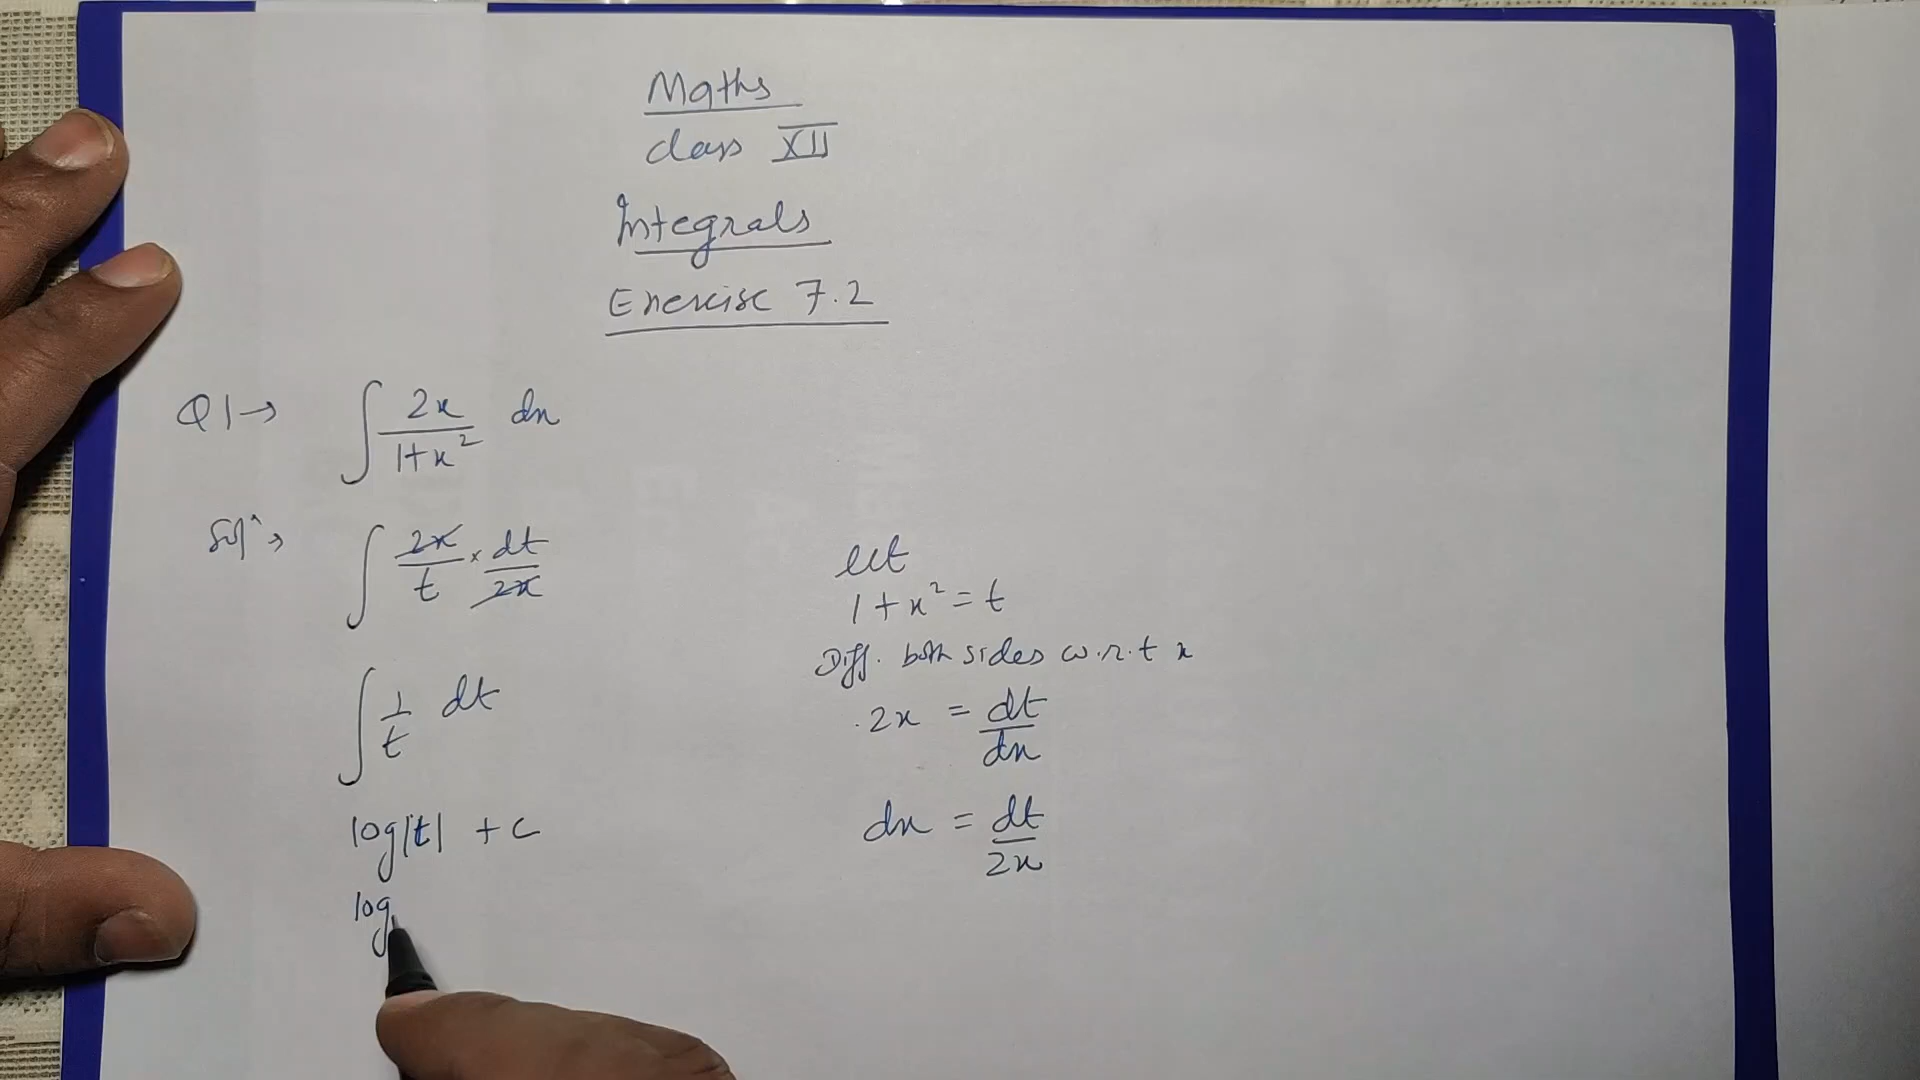 Maths
class XII
Integrals
Exercise 7.2
Q1→ ∫ 2x/(1+x²) dx
Solⁿ→ ∫ 2x/t × dt/2x
let
1+x² = t
Diff. both sides w.r.t x
∫ 1/t dt
2x = dt/dx
log|t| + c
dx = dt/2x
log